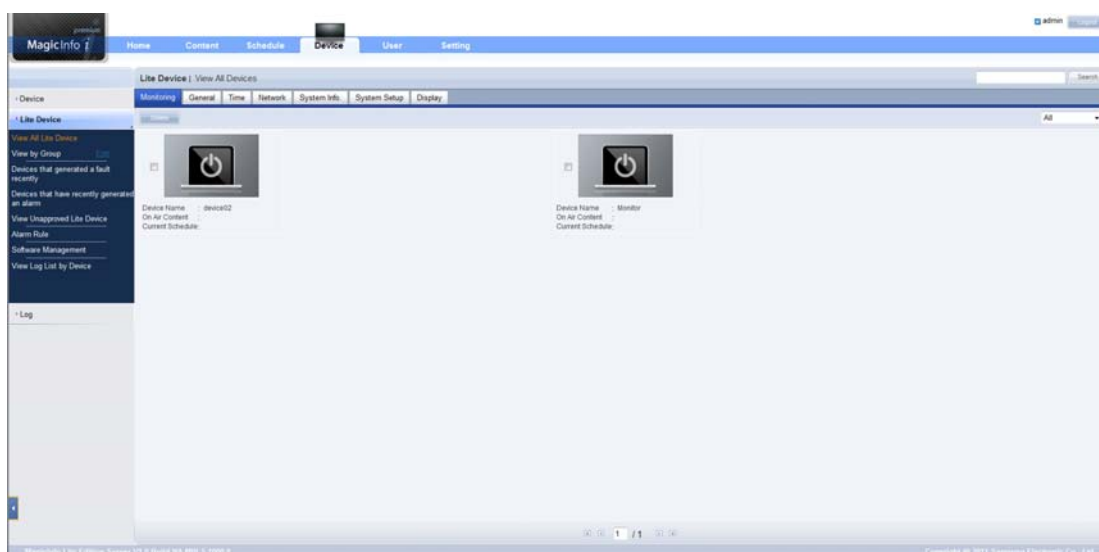 premium
admin
MagicInfo i
Home Content Schedule Device User Setting
Lite Device | View All Devices
Search
Device
Monitoring General Time Network System Info. System Setup Display
Lite Device
All
View All Lite Device
View by Group Edit
Devices that generated a fault
recently
Devices that have recently generated
an alarm
View Unapproved Lite Device
Alarm Rule
Software Management
View Log List by Device
Device Name : device02
On Air Content :
Current Schedule:
Device Name : Monitor
On Air Content :
Current Schedule:
Log
1 / 1